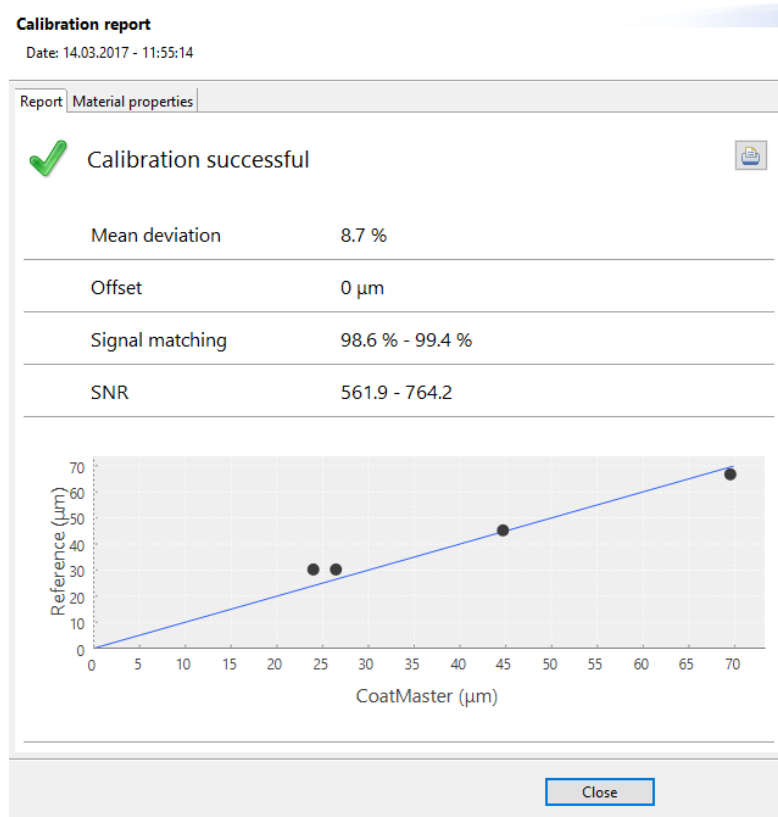 Calibration report
Date: 14.03.2017 - 11:55:14
Report Material properties
Calibration successful
Mean deviation 8.7 %
Offset 0 µm
Signal matching 98.6 % - 99.4 %
SNR 561.9 - 764.2
Reference (µm)
70
60
50
40
30
20
10
0
0 5 10 15 20 25 30 35 40 45 50 55 60 65 70
CoatMaster (µm)
Close